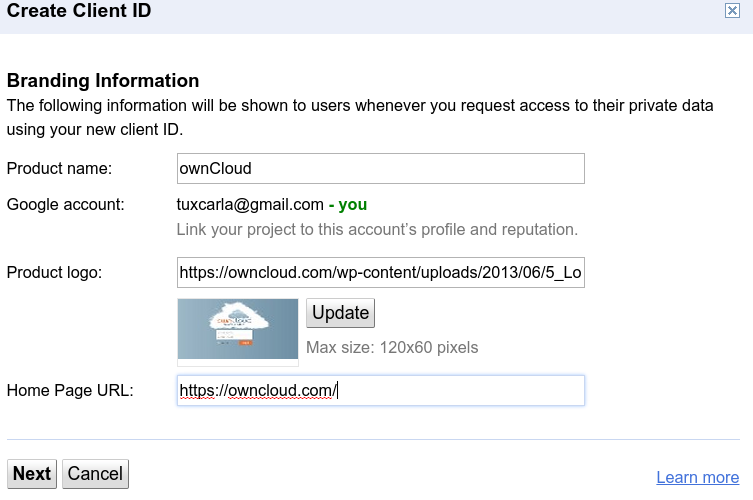 Create Client ID
Branding Information
The following information will be shown to users whenever you request access to their private data
using your new client ID.
Product name: ownCloud
Google account: tuxcarla@gmail.com - you
Link your project to this account's profile and reputation.
Product logo: https://owncloud.com/wp-content/uploads/2013/06/5_Lo
Update
Max size: 120x60 pixels
Home Page URL: https://owncloud.com/
Next Cancel Learn more